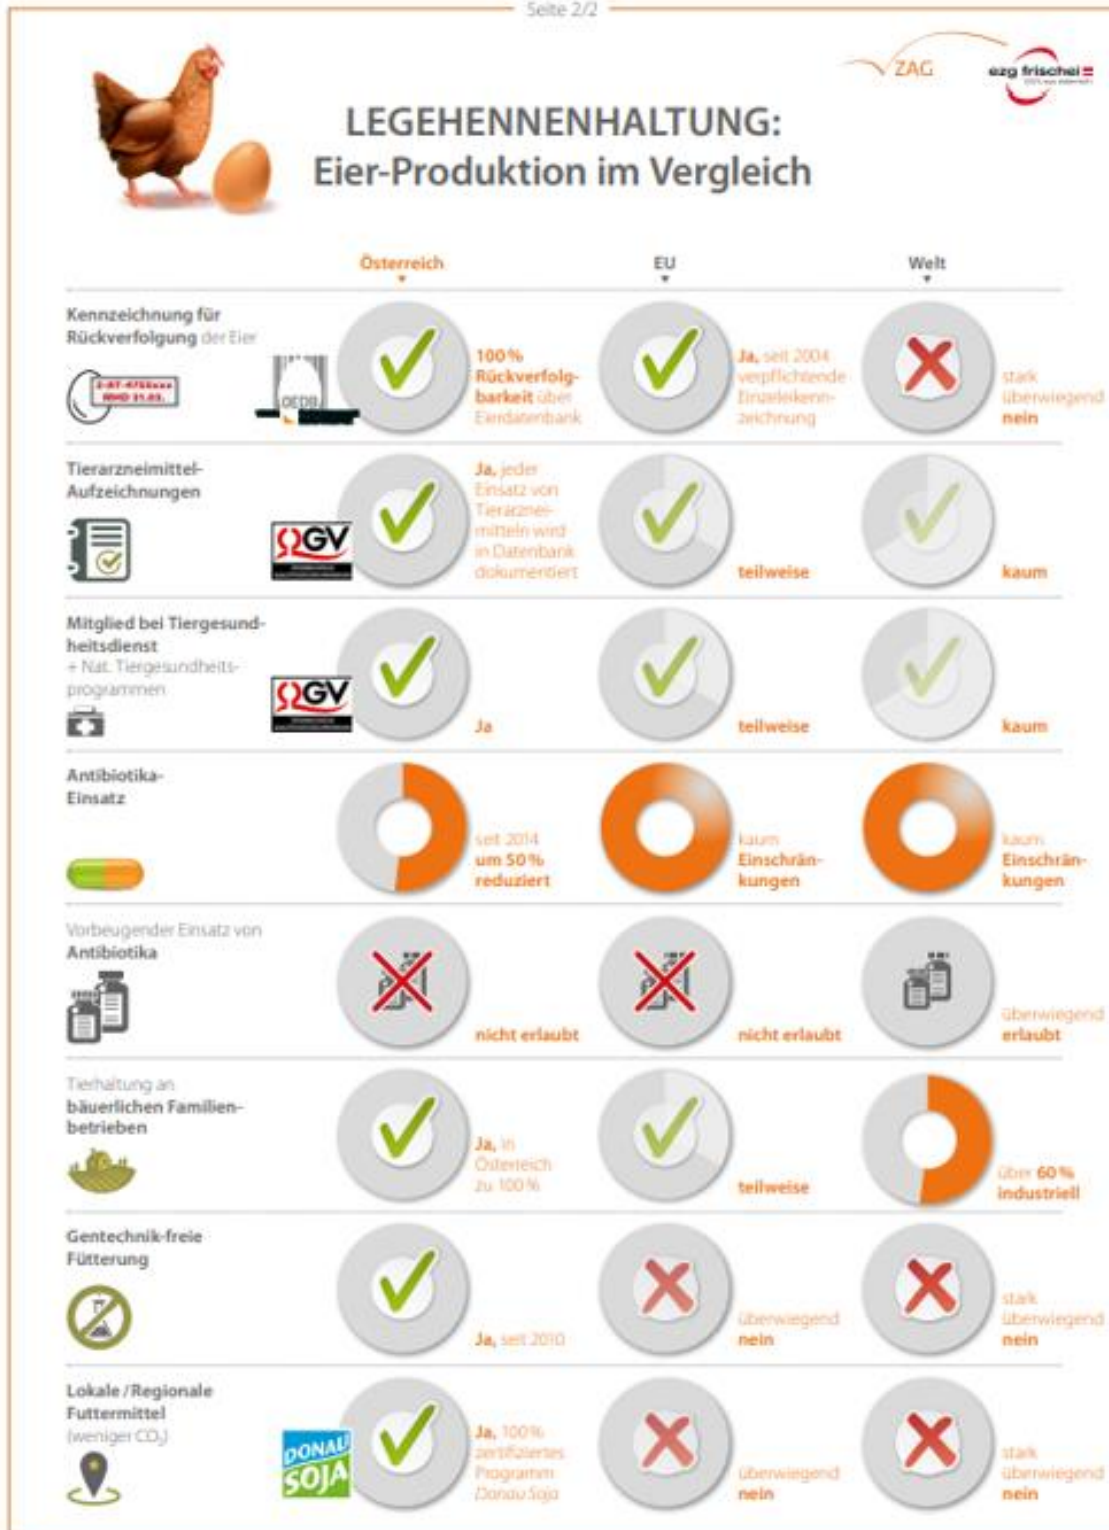 Seite 2/2
ZAG
ezg frischei
LEGEHENNENHALTUNG:
Eier-Produktion im Vergleich
Österreich
EU
Welt
Kennzeichnung für
Rückverfolgung der Eier
OEDB
100%
Rückverfolg-
barkeit über
Eierdatenbank
Ja, seit 2004
verpflichtende
Einzeleikenn-
zeichnung
stark
überwiegend
nein
Tierarzneimittel-
Aufzeichnungen
QGV
Ja, jeder
Einsatz von
Tierarznei-
mitteln wird
in Datenbank
dokumentiert
teilweise
kaum
Mitglied bei Tiergesund-
heitsdienst
+ Nat. Tiergesundheits-
programmen
QGV
Ja
teilweise
kaum
Antibiotika-
Einsatz
seit 2014
um 50%
reduziert
kaum
Einschrän-
kungen
kaum
Einschrän-
kungen
Vorbeugender Einsatz von
Antibiotika
nicht erlaubt
nicht erlaubt
überwiegend
erlaubt
Tierhaltung an
bäuerlichen Familien-
betrieben
Ja, in
Österreich
zu 100%
teilweise
über 60%
industriell
Gentechnik-freie
Fütterung
Ja, seit 2010
überwiegend
nein
stark
überwiegend
nein
Lokale/Regionale
Futtermittel
(weniger CO₂)
DONAU
SOJA
Ja, 100%
zertifiziertes
Programm
Donau Soja
überwiegend
nein
stark
überwiegend
nein